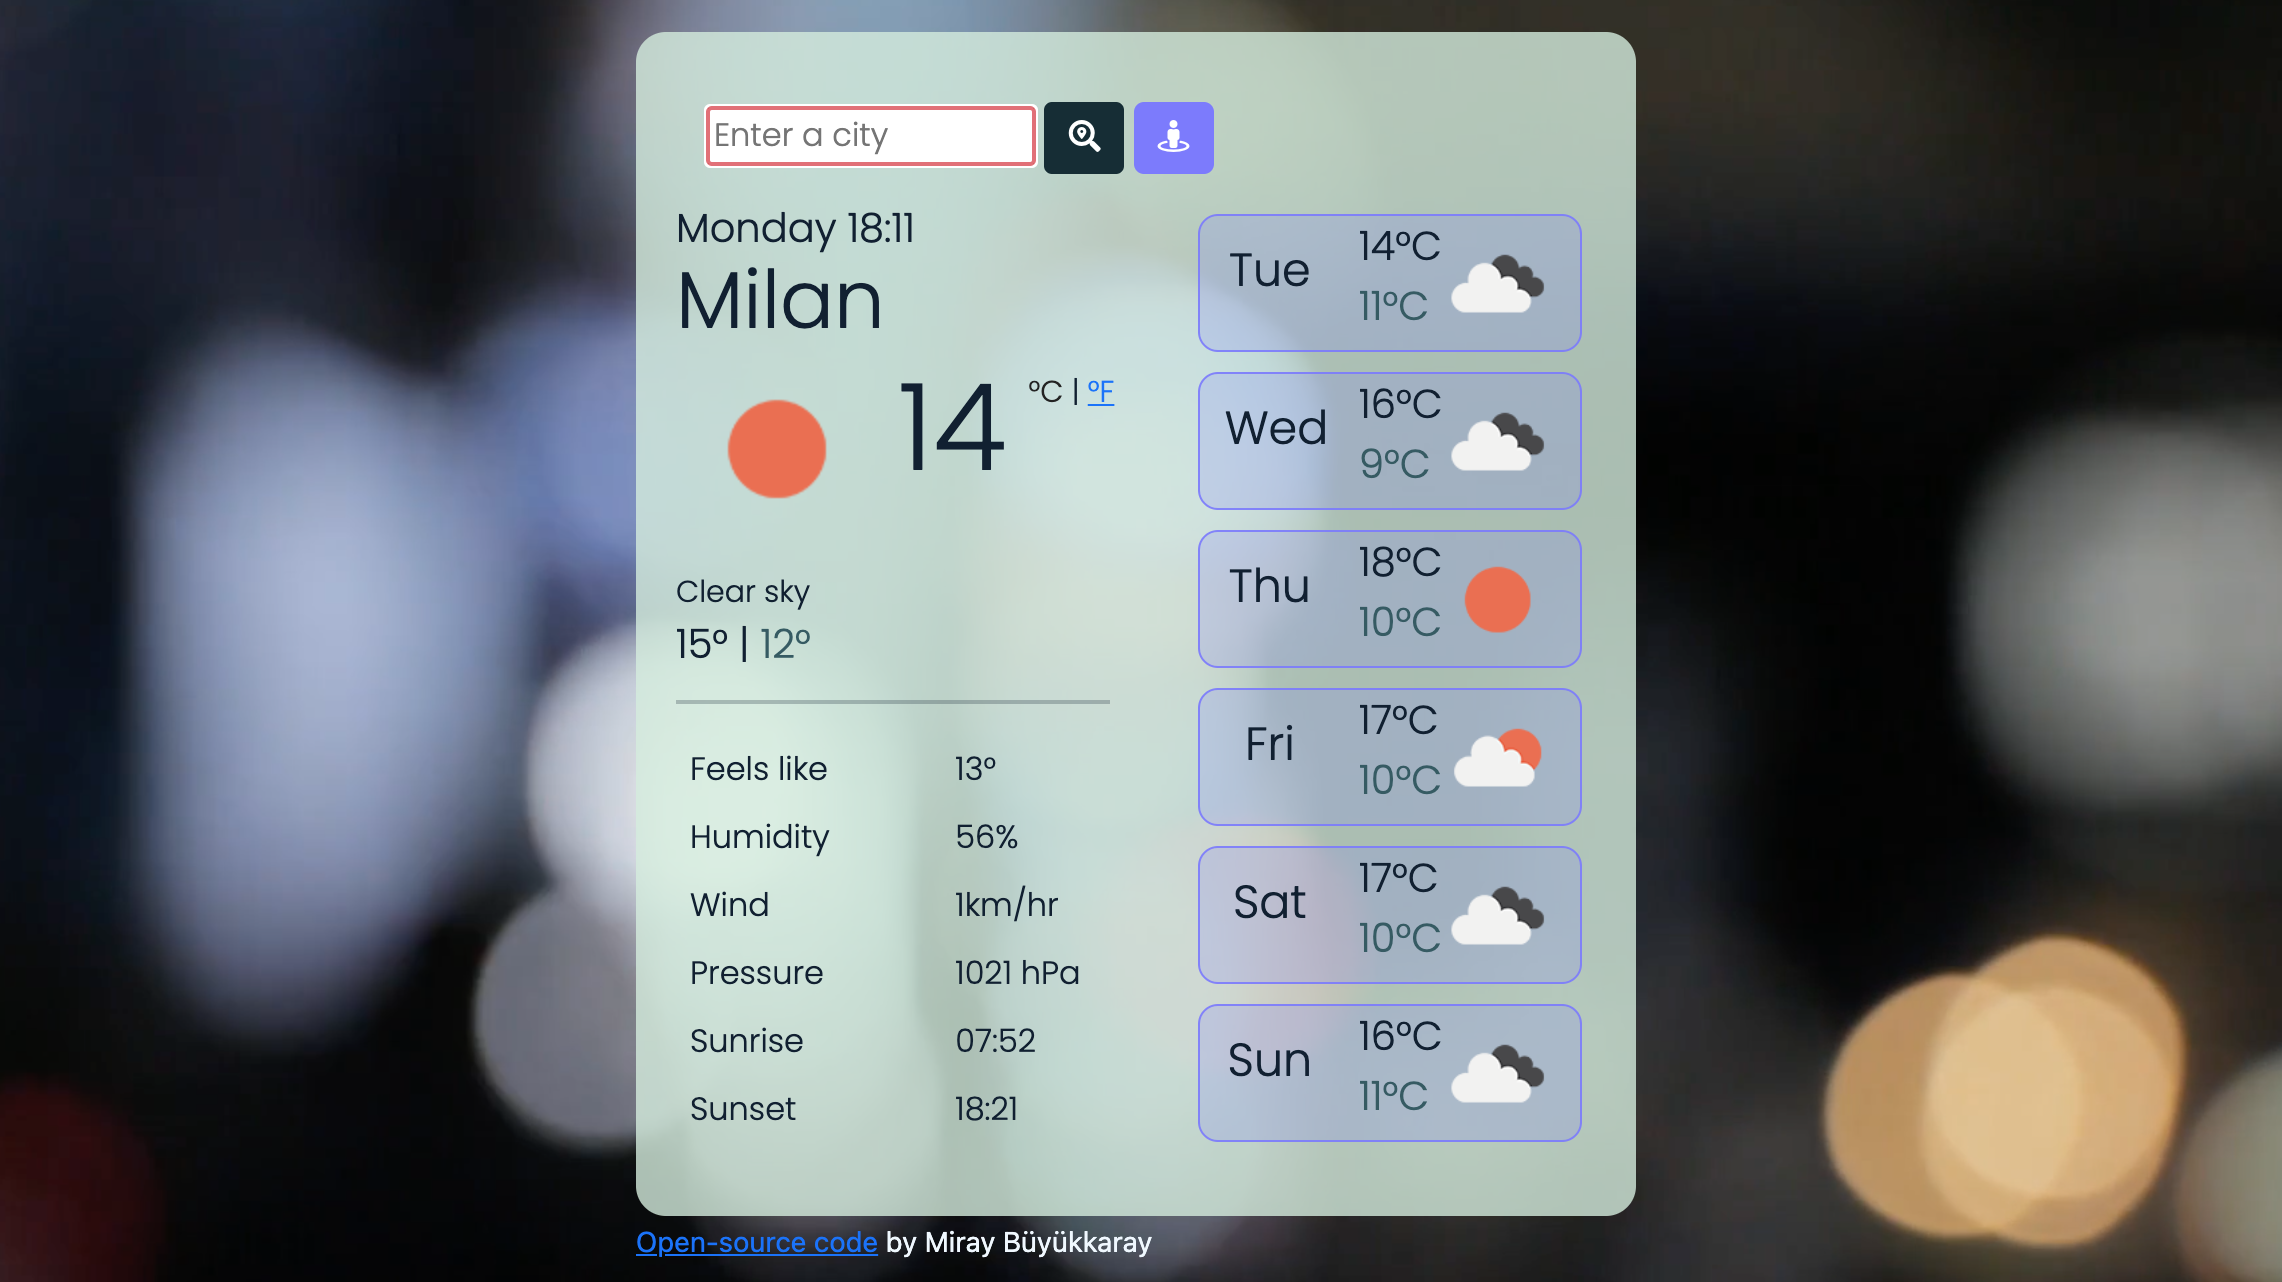 Enter a city
Monday 18:11
Milan
14 °C | °F
Clear sky
15° | 12°
Feels like 13°
Humidity 56%
Wind 1km/hr
Pressure 1021 hPa
Sunrise 07:52
Sunset 18:21
Tue 14°C
11°C
Wed 16°C
9°C
Thu 18°C
10°C
Fri 17°C
10°C
Sat 17°C
10°C
Sun 16°C
11°C
Open-source code by Miray Büyükkaray